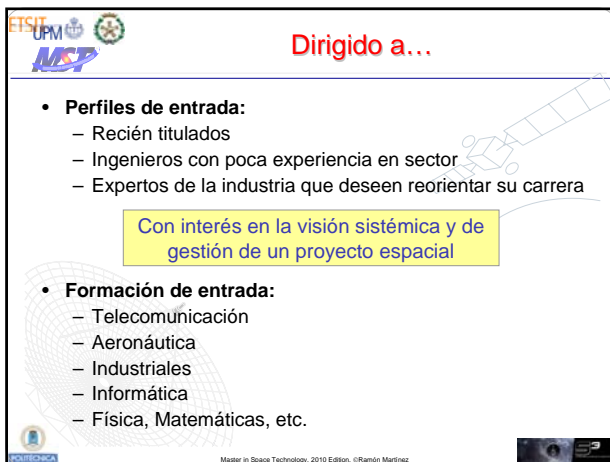 ETSIT
UPM
MST
Dirigido a…
• Perfiles de entrada:
– Recién titulados
– Ingenieros con poca experiencia en sector
– Expertos de la industria que deseen reorientar su carrera
Con interés en la visión sistémica y de
gestión de un proyecto espacial
• Formación de entrada:
– Telecomunicación
– Aeronáutica
– Industriales
– Informática
– Física, Matemáticas, etc.
POLITÉCNICA
Master in Space Technology, 2010 Edition, ©Ramón Martínez